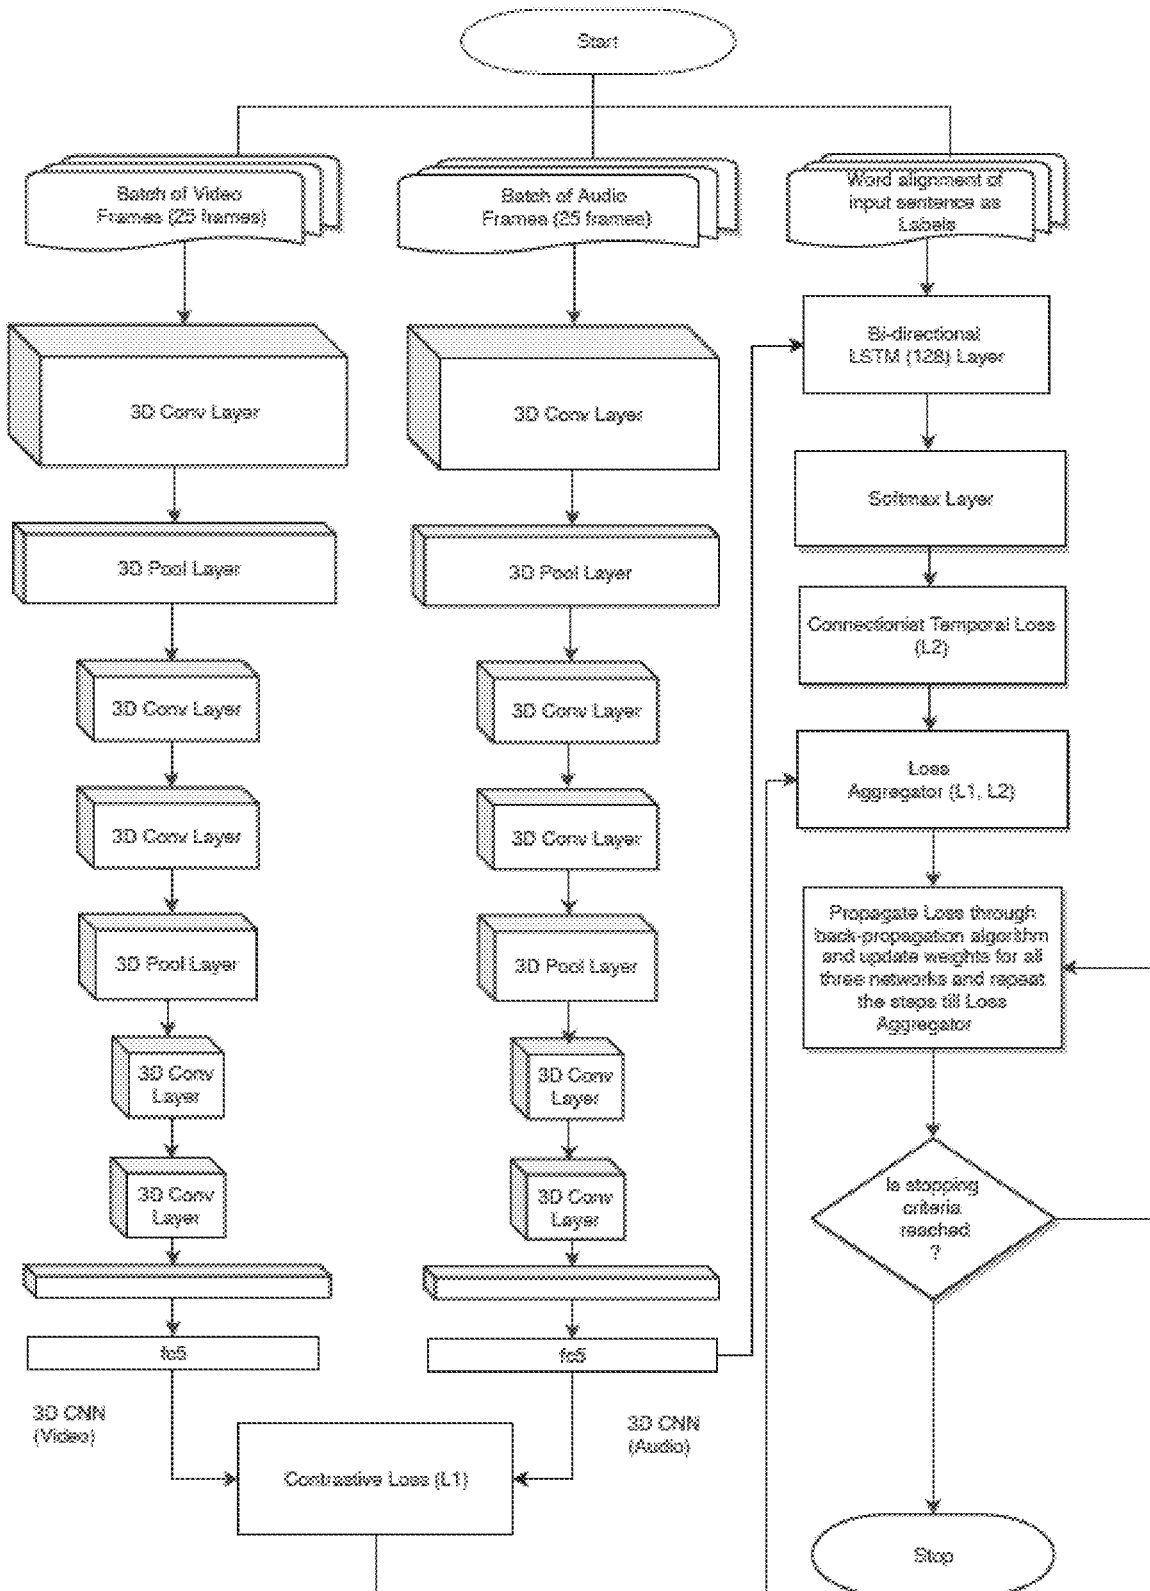 Start
Batch of Video
Frames (25 frames)
3D Conv Layer
3D Pool Layer
3D Conv Layer
3D Conv Layer
3D Pool Layer
3D Conv
Layer
3D Conv
Layer
fc5
3D CNN
(Video)
Batch of Audio
Frames (25 frames)
3D Conv Layer
3D Pool Layer
3D Conv Layer
3D Conv Layer
3D Pool Layer
3D Conv
Layer
3D Conv
Layer
fc5
3D CNN
(Audio)
Contrastive Loss (L1)
Word alignment of
input sentence as
Labels
Bi-directional
LSTM (128) Layer
Softmax Layer
Connectionist Temporal Loss
(L2)
Loss
Aggregator (L1, L2)
Propagate Loss through
back-propagation algorithm
and update weights for all
three networks and repeat
the steps till Loss
Aggregator
Is stopping
criteria
reached
?
Stop